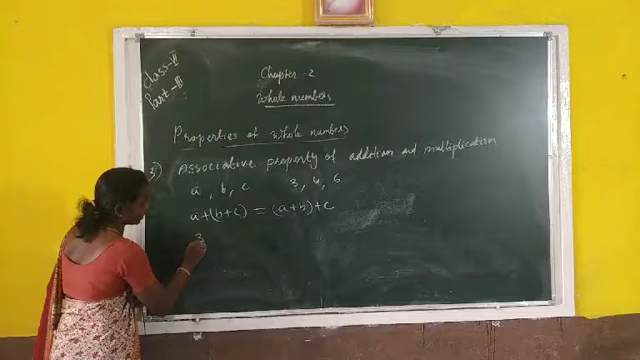 Class-VI
Part-III
Chapter-2
Whole numbers
Properties of Whole numbers
3) Associative property of addition and multiplication
a, b, c 3, 4, 6
a+(b+c) = (a+b)+c
3